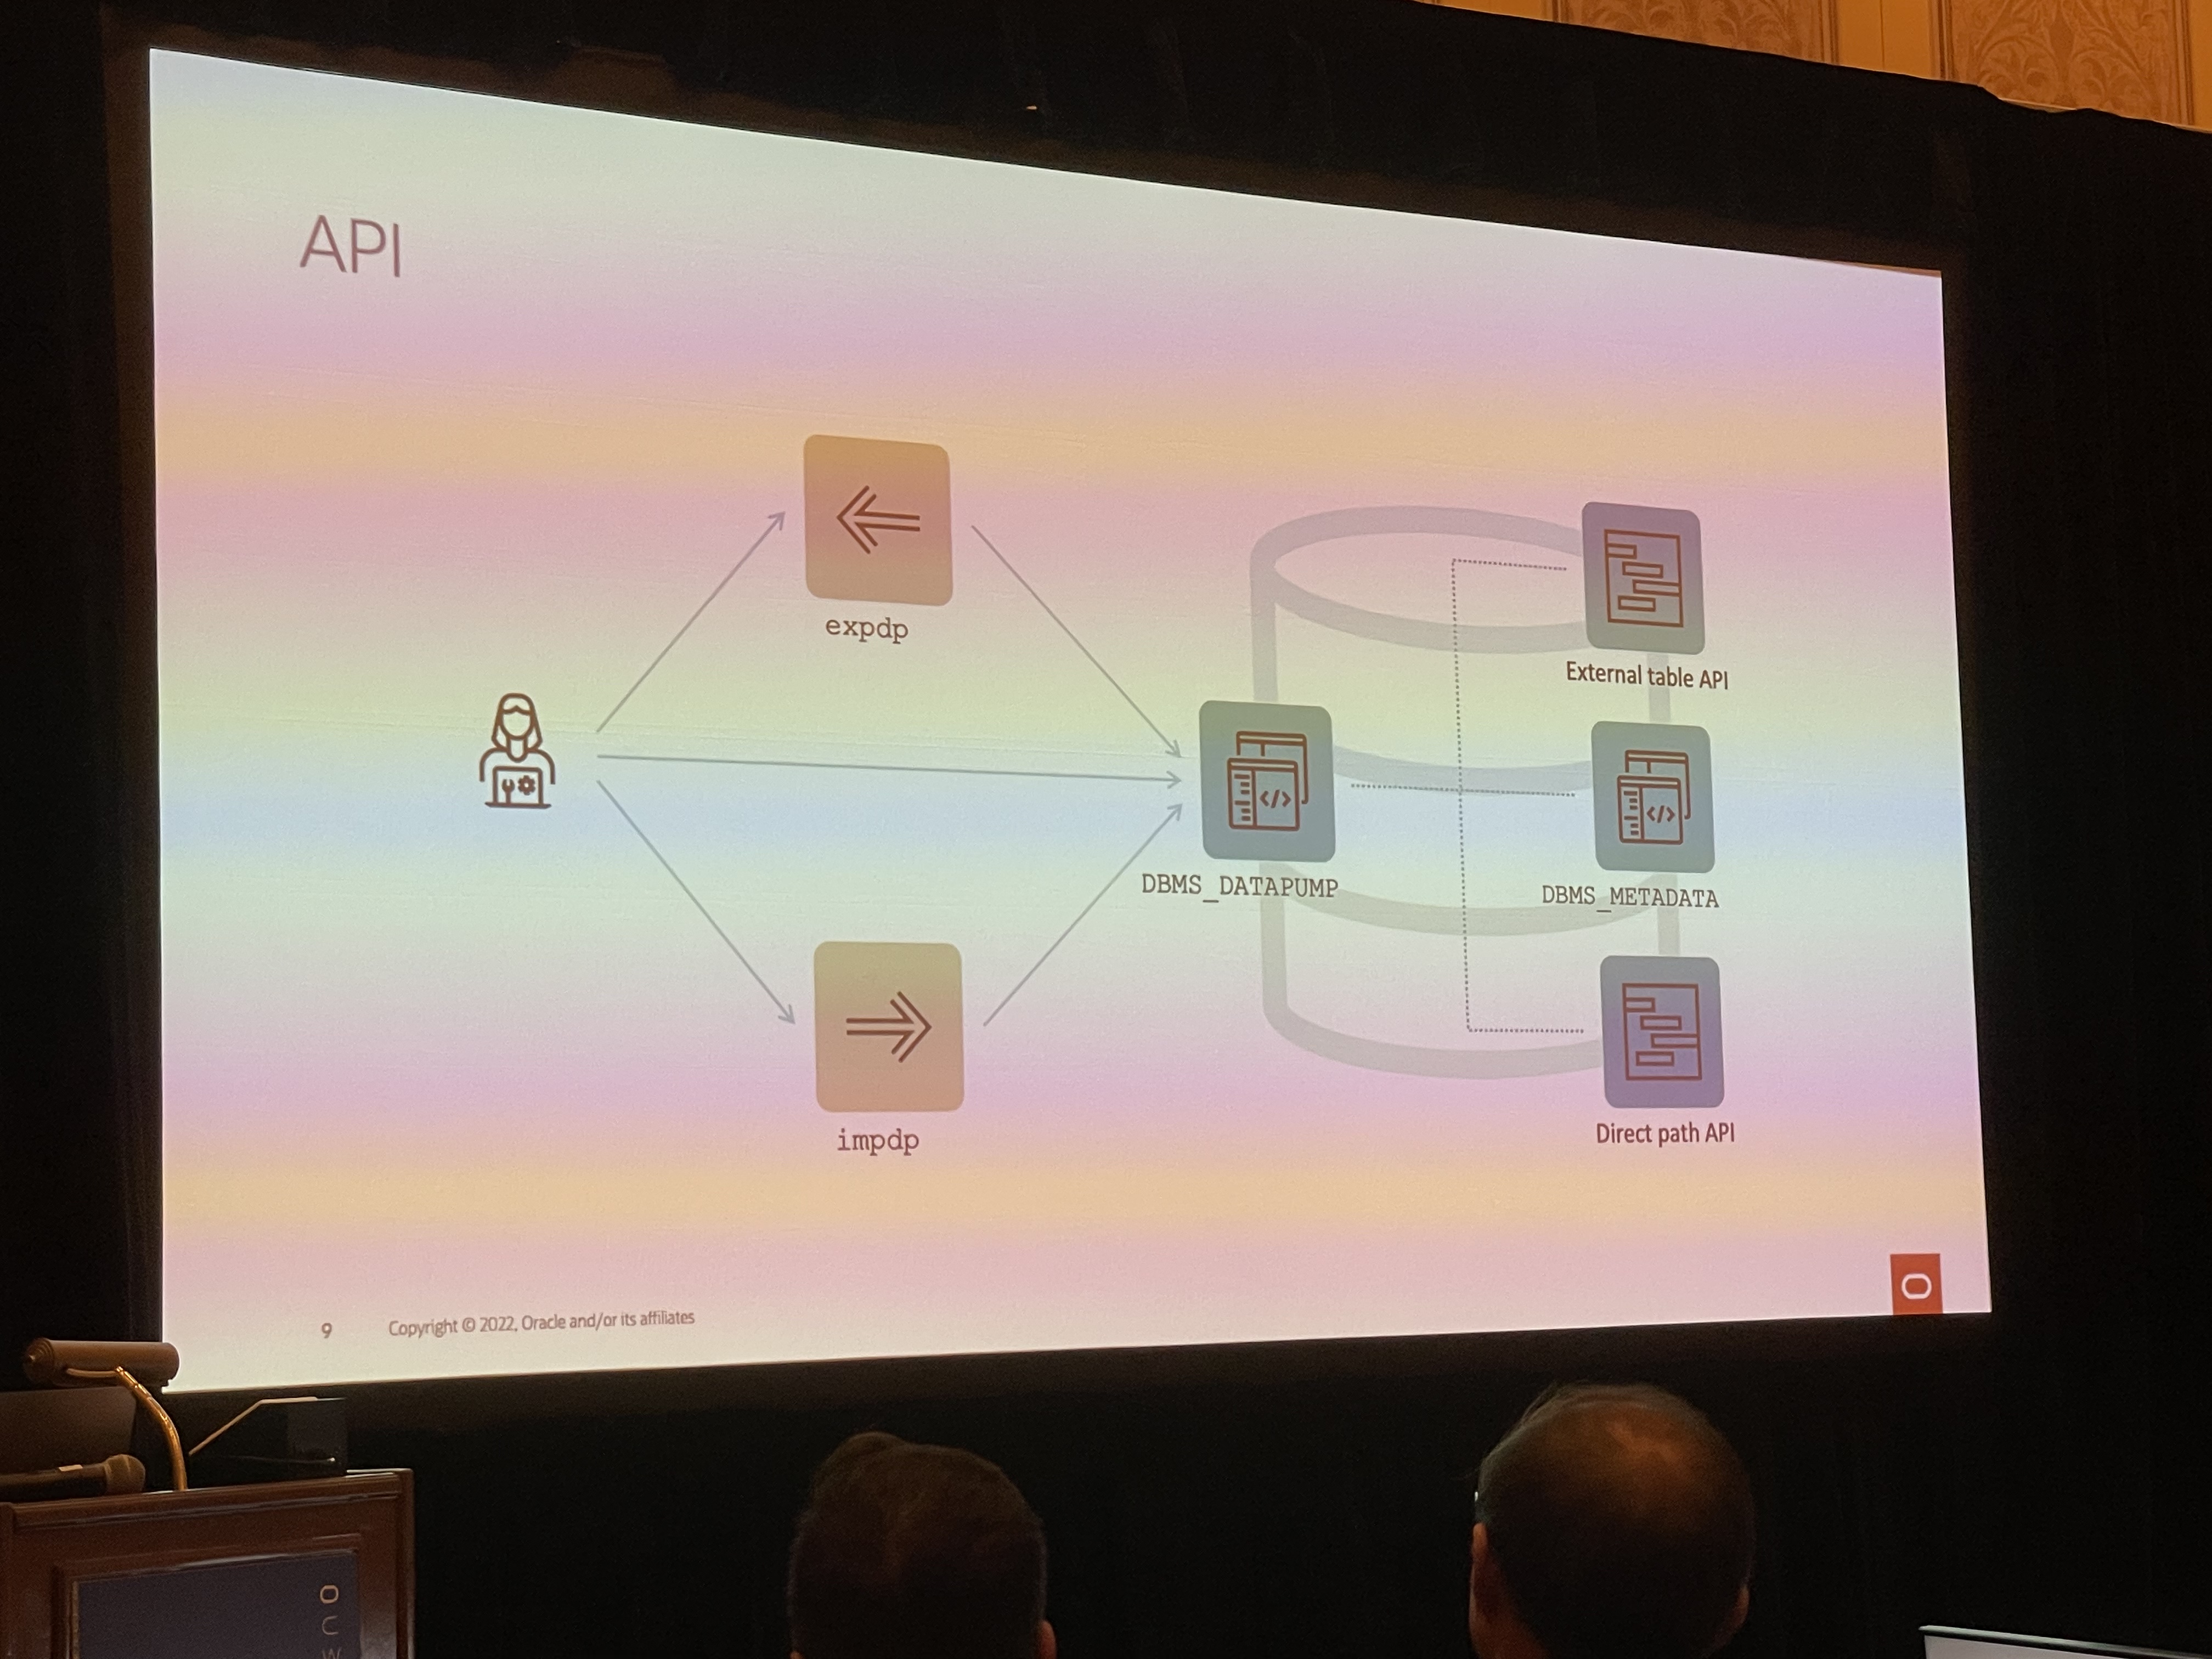 API
expdp
External table API
DBMS_DATAPUMP
DBMS_METADATA
impdp
Direct path API
9 Copyright © 2022, Oracle and/or its affiliates